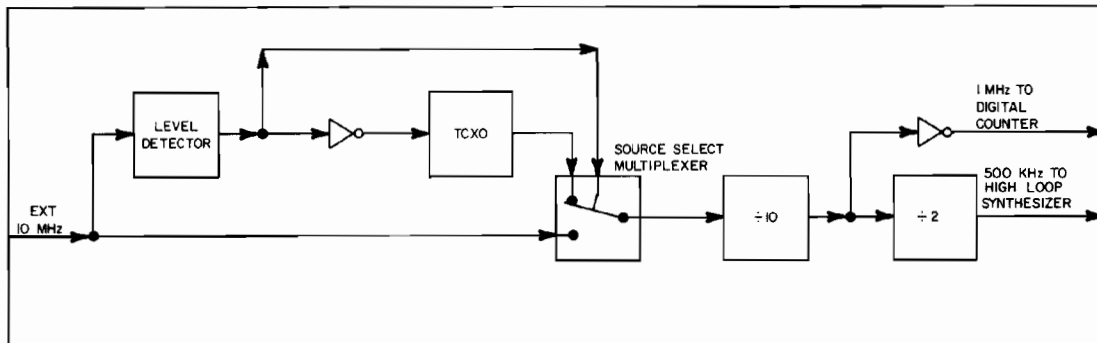 LEVEL
DETECTOR
TCXO
SOURCE SELECT
MULTIPLEXER
EXT
10 MHz
÷10
÷2
1 MHz TO
DIGITAL
COUNTER
500 KHz TO
HIGH LOOP
SYNTHESIZER